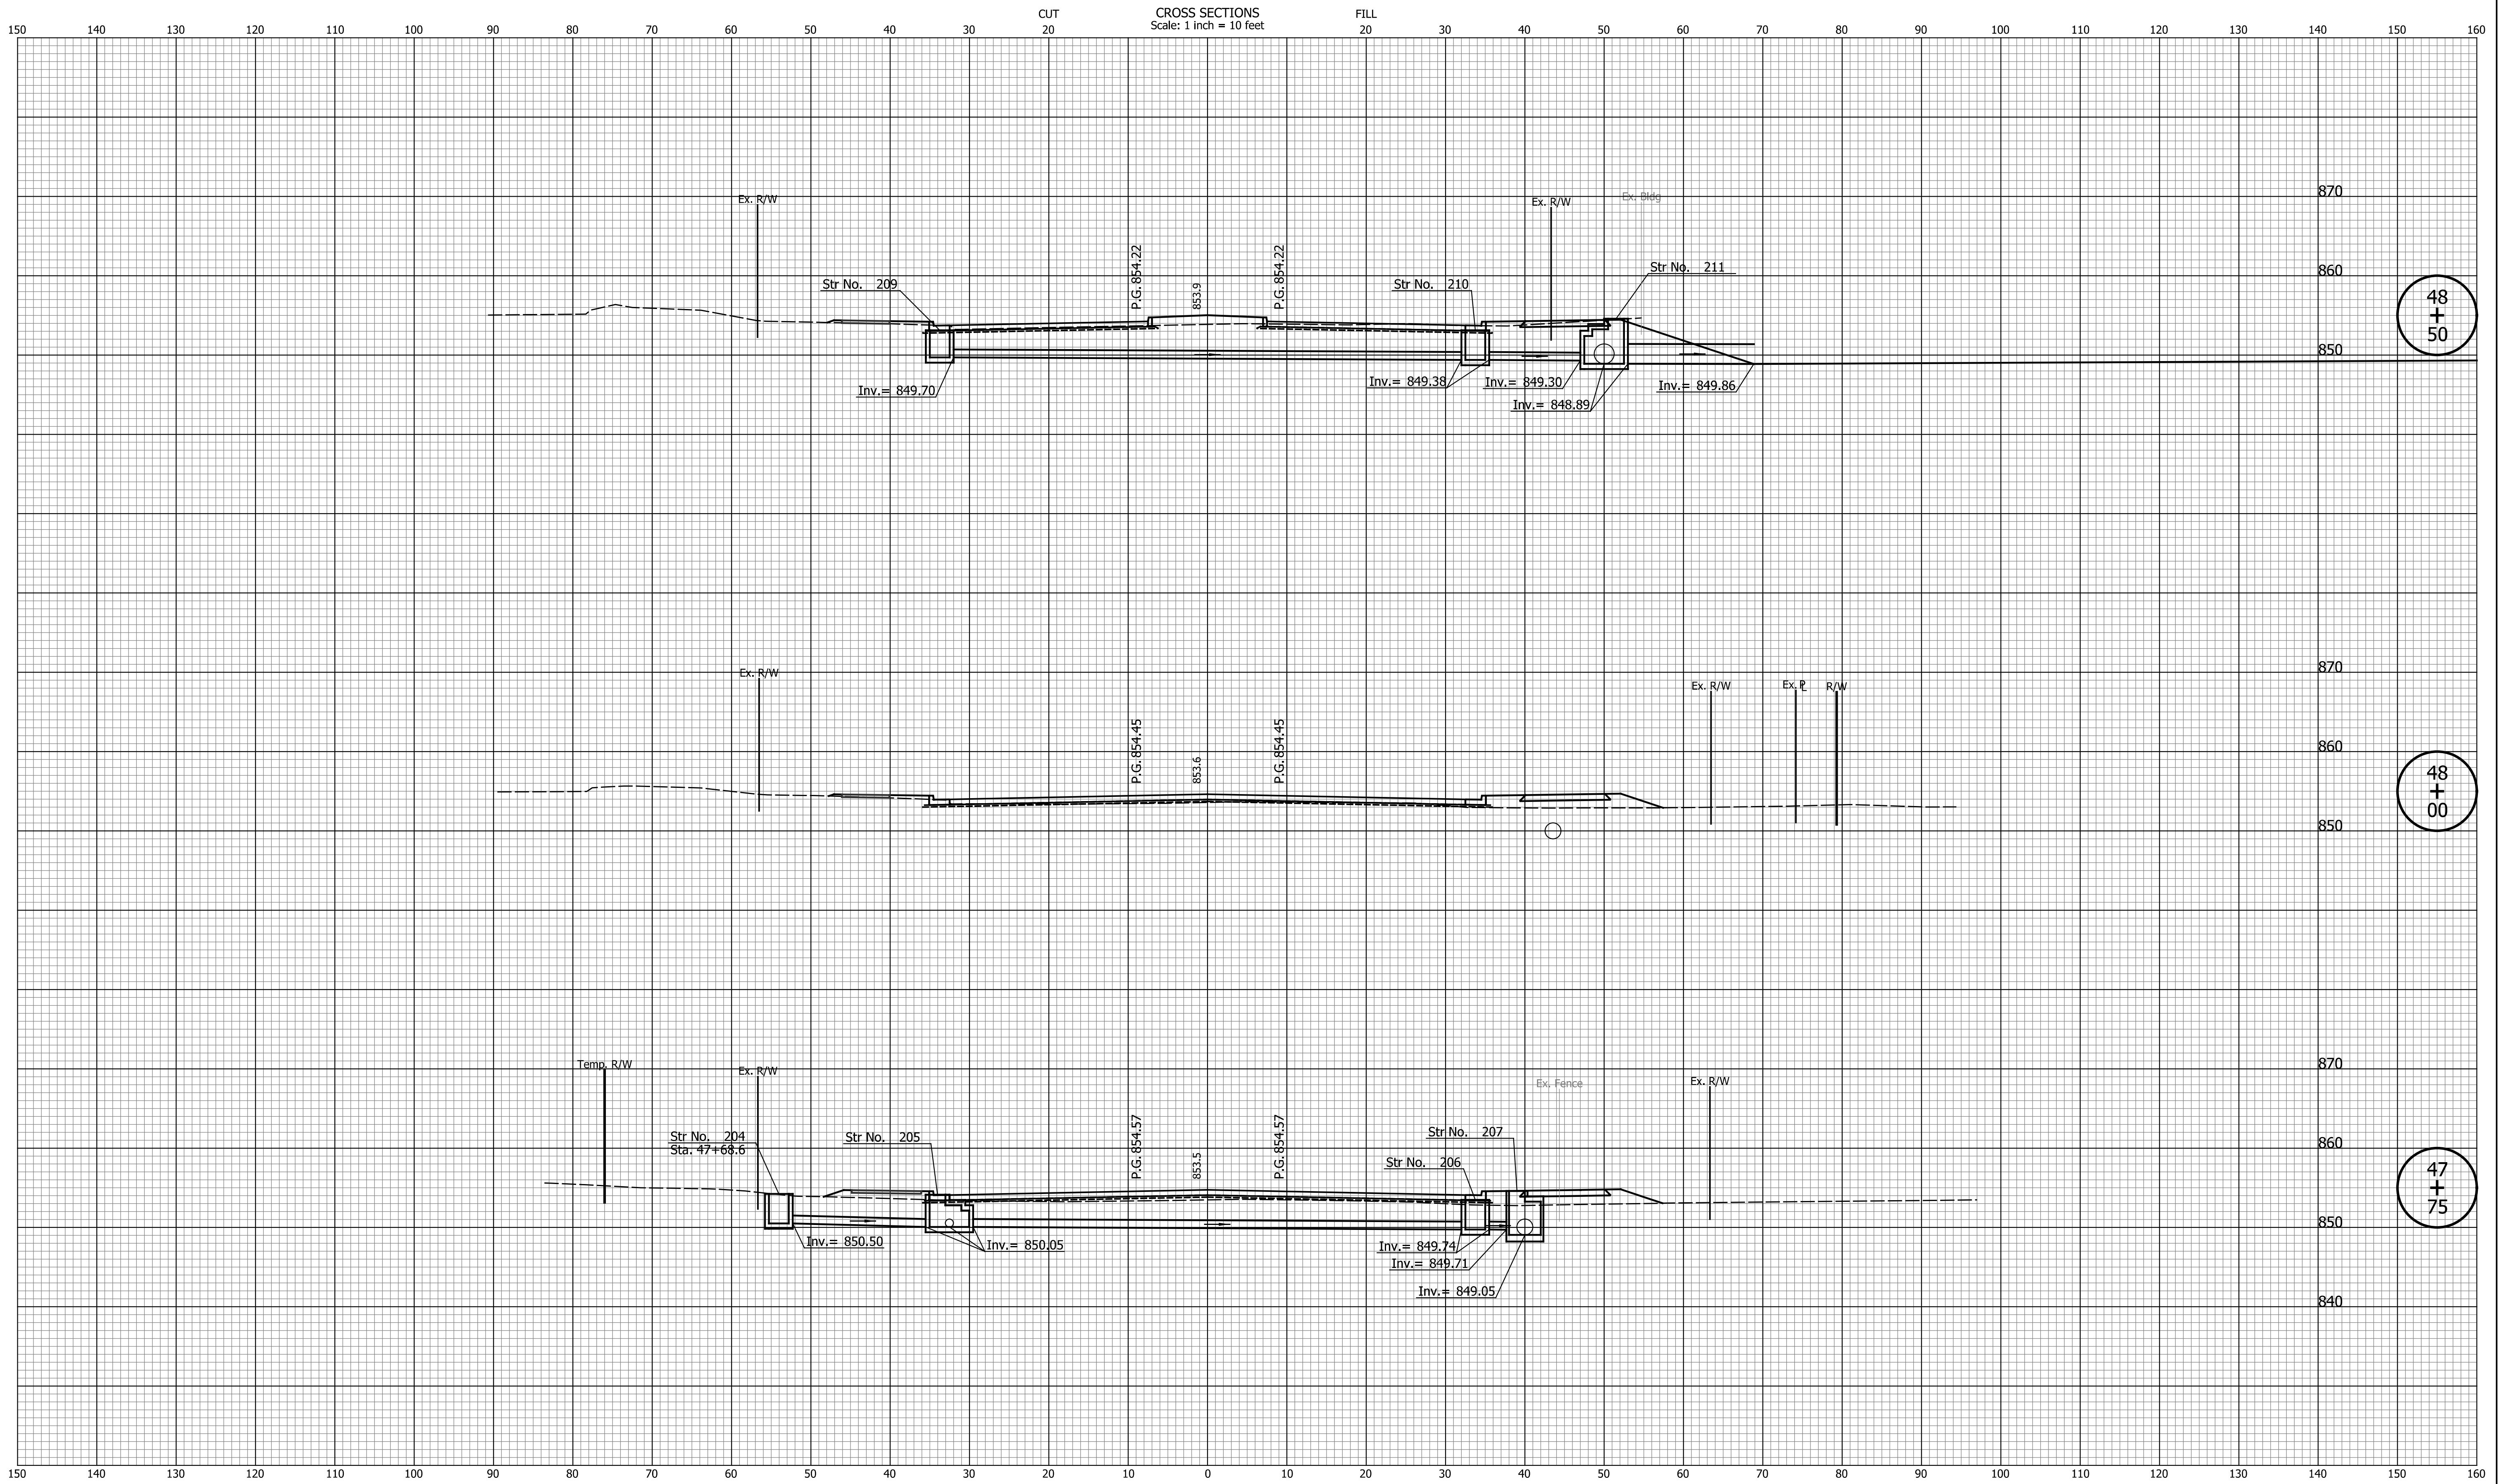 CUT CROSS SECTIONS FILL
Scale: 1 inch = 10 feet
150 140 130 120 110 100 90 80 70 60 50 40 30 20 10 0 10 20 30 40 50 60 70 80 90 100 110 120 130 140 150 160
870
Ex. R/W
Ex. R/W
Ex. Bldg
P.G. 854.22
853.9
P.G. 854.22
Str No. 211
860
Str No. 209
Str No. 210
48
+
50
850
Inv.= 849.70
Inv.= 849.38
Inv.= 849.30
Inv.= 849.86
Inv.= 848.89
870
Ex. R/W
Ex. R/W
Ex. PL
R/W
P.G. 854.45
853.6
P.G. 854.45
860
48
+
00
850
870
Temp. R/W
Ex. R/W
Ex. Fence
Ex. R/W
P.G. 854.57
853.5
P.G. 854.57
Str No. 207
Str No. 204
Sta. 47+68.6
Str No. 205
860
Str No. 206
47
+
75
850
Inv.= 850.50
Inv.= 850.05
Inv.= 849.74
Inv.= 849.71
Inv.= 849.05
840
150 140 130 120 110 100 90 80 70 60 50 40 30 20 10 0 10 20 30 40 50 60 70 80 90 100 110 120 130 140 150 160